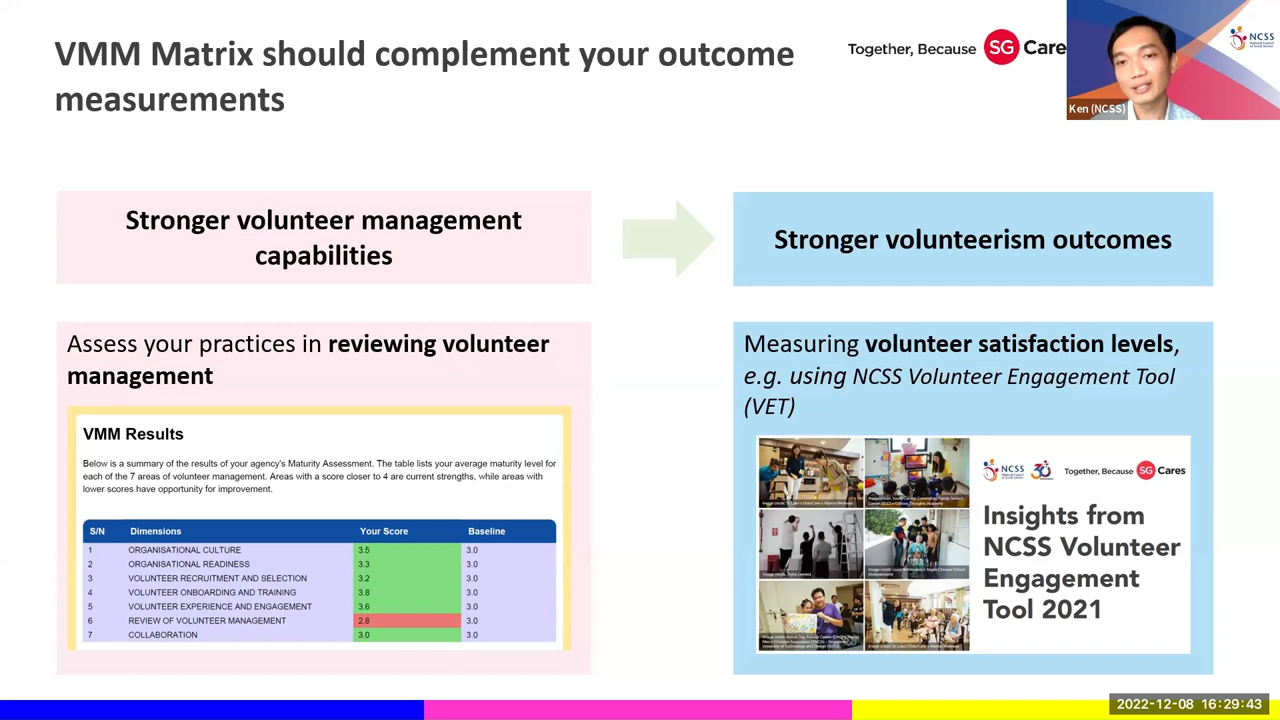 VMM Matrix should complement your outcome
measurements
Together, Because SG Cares
NCSS
National Council
of Social Service
Ken (NCSS)
Stronger volunteer management
capabilities
Stronger volunteerism outcomes
Assess your practices in reviewing volunteer
management
VMM Results
Below is a summary of the results of your agency's Maturity Assessment. The table lists your average maturity level for
each of the 7 areas of volunteer management. Areas with a score closer to 4 are current strengths, while areas with
lower scores have opportunity for improvement.
S/N Dimensions Your Score Baseline
1 ORGANISATIONAL CULTURE 3.5 3.0
2 ORGANISATIONAL READINESS 3.3 3.0
3 VOLUNTEER RECRUITMENT AND SELECTION 3.2 3.0
4 VOLUNTEER ONBOARDING AND TRAINING 3.8 3.0
5 VOLUNTEER EXPERIENCE AND ENGAGEMENT 3.6 3.0
6 REVIEW OF VOLUNTEER MANAGEMENT 2.8 3.0
7 COLLABORATION 3.0 3.0
Measuring volunteer satisfaction levels,
e.g. using NCSS Volunteer Engagement Tool
(VET)
NCSS 30 Together, Because SG Cares
Insights from
NCSS Volunteer
Engagement
Tool 2021
2022-12-08 16:29:43